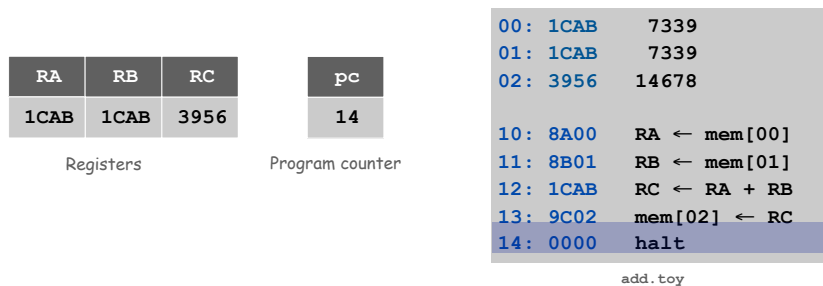 RA RB RC
1CAB 1CAB 3956
Registers
pc
14
Program counter
00: 1CAB 7339
01: 1CAB 7339
02: 3956 14678
10: 8A00 RA ← mem[00]
11: 8B01 RB ← mem[01]
12: 1CAB RC ← RA + RB
13: 9C02 mem[02] ← RC
14: 0000 halt
add.toy